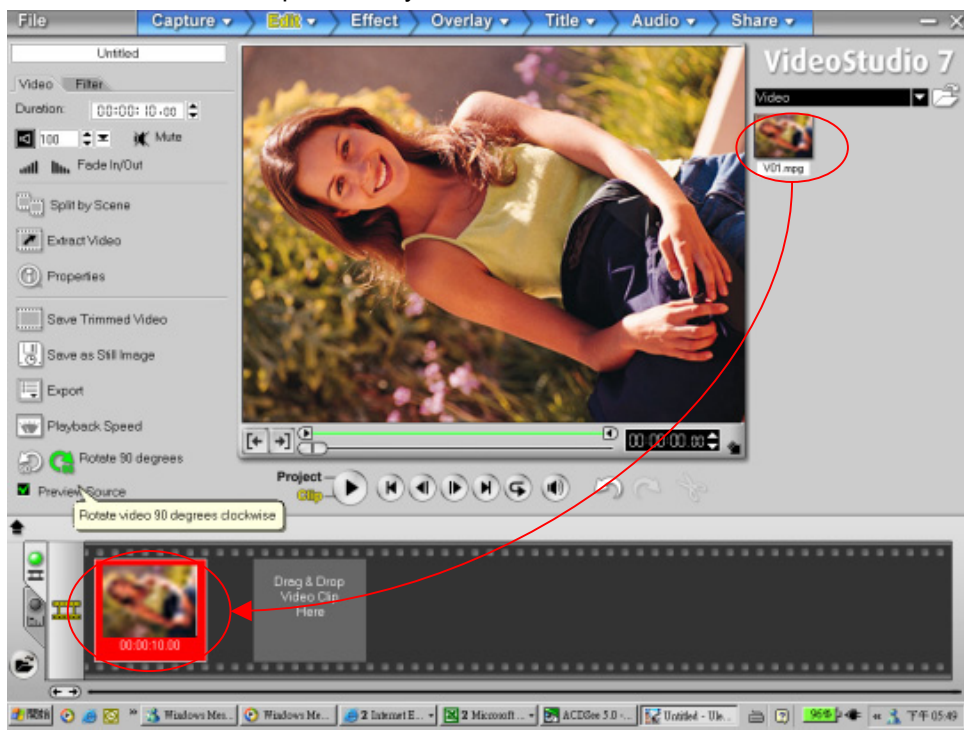 File Capture Edit Effect Overlay Title Audio Share
Untitled
VideoStudio 7
Video Filter
Video
Duration: 00:00:10.00
100 Mute
Fade In/Out
V01.mpg
Split by Scene
Extract Video
Properties
Save Trimmed Video
Save as Still Image
Export
Playback Speed
00:00:00.00
Rotate 90 degrees
Project
Clip
Preview Source
Rotate video 90 degrees clockwise
Drag & Drop
Video Clip
Here
00:00:10.00
開始 Windows Mes... Windows Me... 2 Internet E... 2 Microsoft ... ACDSee 5.0 -... Untitled - Ule... 96% 下午 05:49